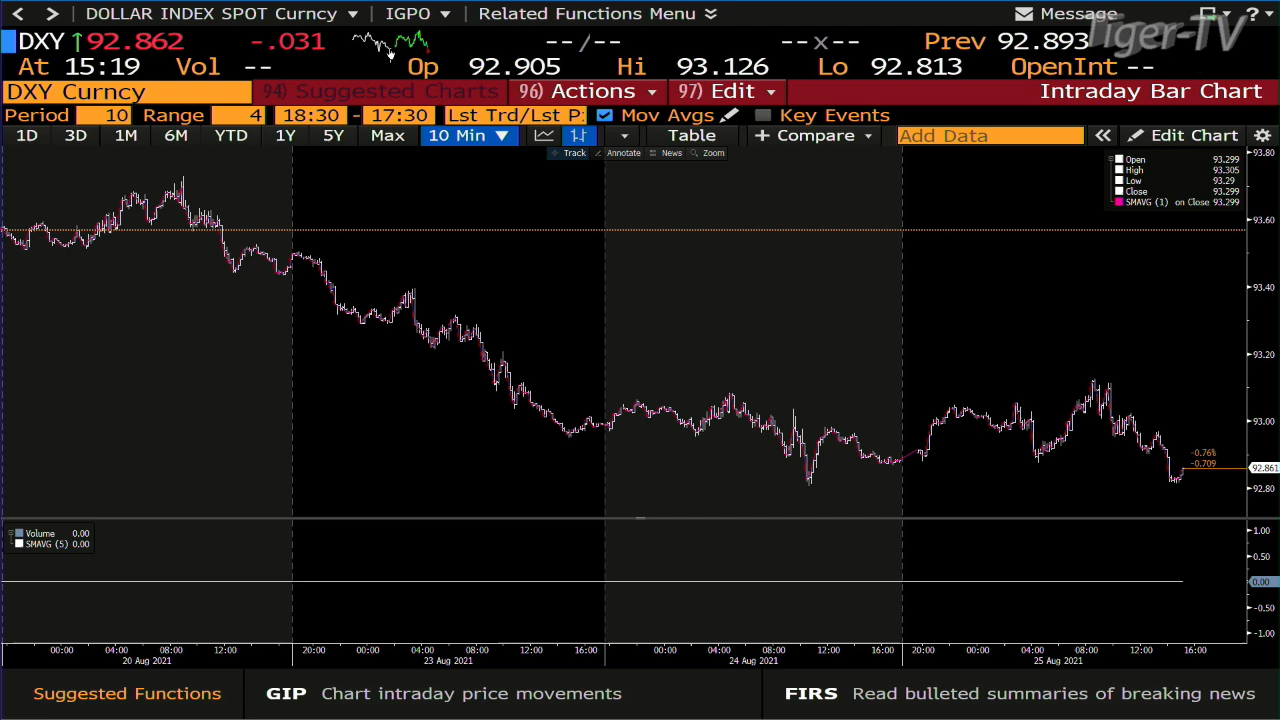 DOLLAR INDEX SPOT Curncy IGPO Related Functions Menu Message ?
Tiger-TV
DXY ↑92.862 -.031 --/-- --x-- Prev 92.893
At 15:19 Vol -- Op 92.905 Hi 93.126 Lo 92.813 OpenInt --
DXY Curncy 94) Suggested Charts 96) Actions 97) Edit Intraday Bar Chart
Period 10 Range 4 18:30 - 17:30 Lst Trd/Lst P: Mov Avgs Key Events
1D 3D 1M 6M YTD 1Y 5Y Max 10 Min ▼ Table + Compare Add Data « Edit Chart
Track Annotate News Zoom
Open 93.299
High 93.305
Low 93.29
Close 93.299
SMAVG (1) on Close 93.299
93.80
93.60
93.40
93.20
93.00
-0.76%
-0.709
92.861
92.80
Volume 0.00
SMAVG (5) 0.00
1.00
0.50
0.00
-0.50
-1.00
00:00 04:00 08:00 12:00 20:00 00:00 04:00 08:00 12:00 16:00 00:00 04:00 08:00 12:00 16:00 20:00 00:00 04:00 08:00 12:00 16:00
20 Aug 2021 23 Aug 2021 24 Aug 2021 25 Aug 2021
Suggested Functions GIP Chart intraday price movements FIRS Read bulleted summaries of breaking news